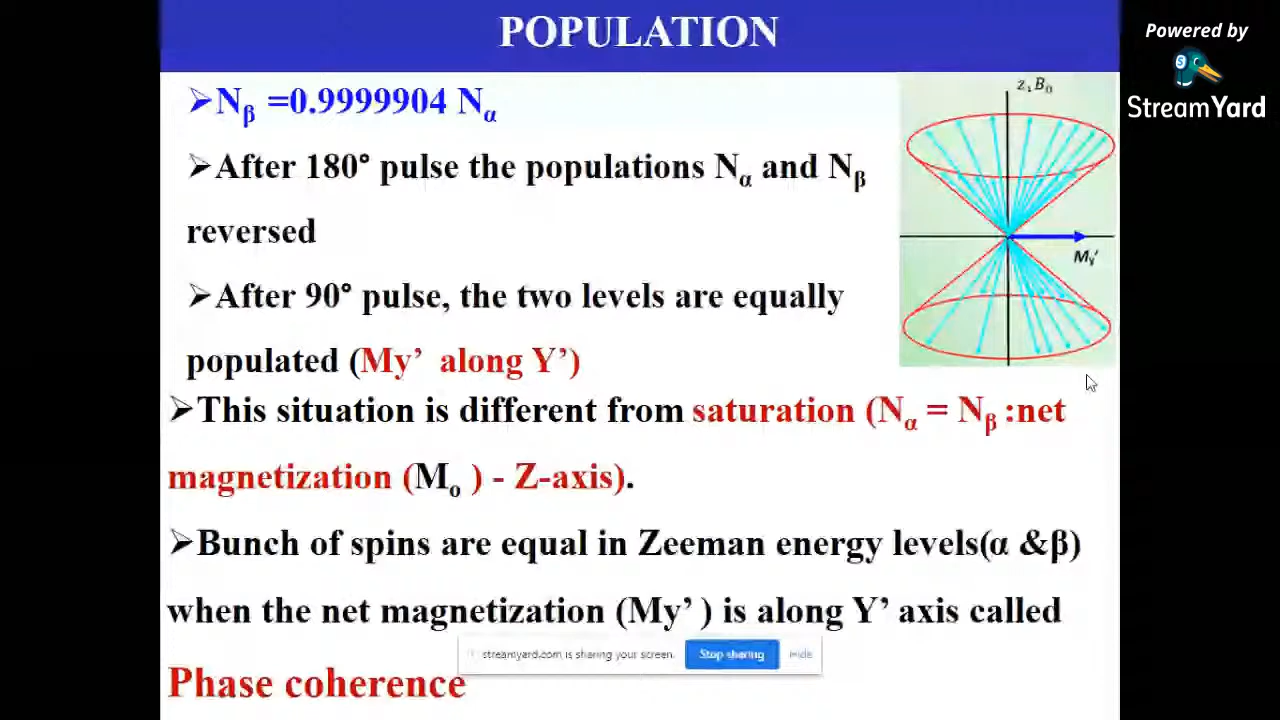 POPULATION
Powered by
StreamYard
➢Nβ =0.9999904 Nα
➢After 180° pulse the populations Nα and Nβ
reversed
➢After 90° pulse, the two levels are equally
populated (My’ along Y’)
➢This situation is different from saturation (Nα = Nβ :net
magnetization (Mo ) - Z-axis).
➢Bunch of spins are equal in Zeeman energy levels(α &β)
when the net magnetization (My’ ) is along Y’ axis called
Phase coherence
z, B0
My'
streamyard.com is sharing your screen.
Stop sharing
Hide